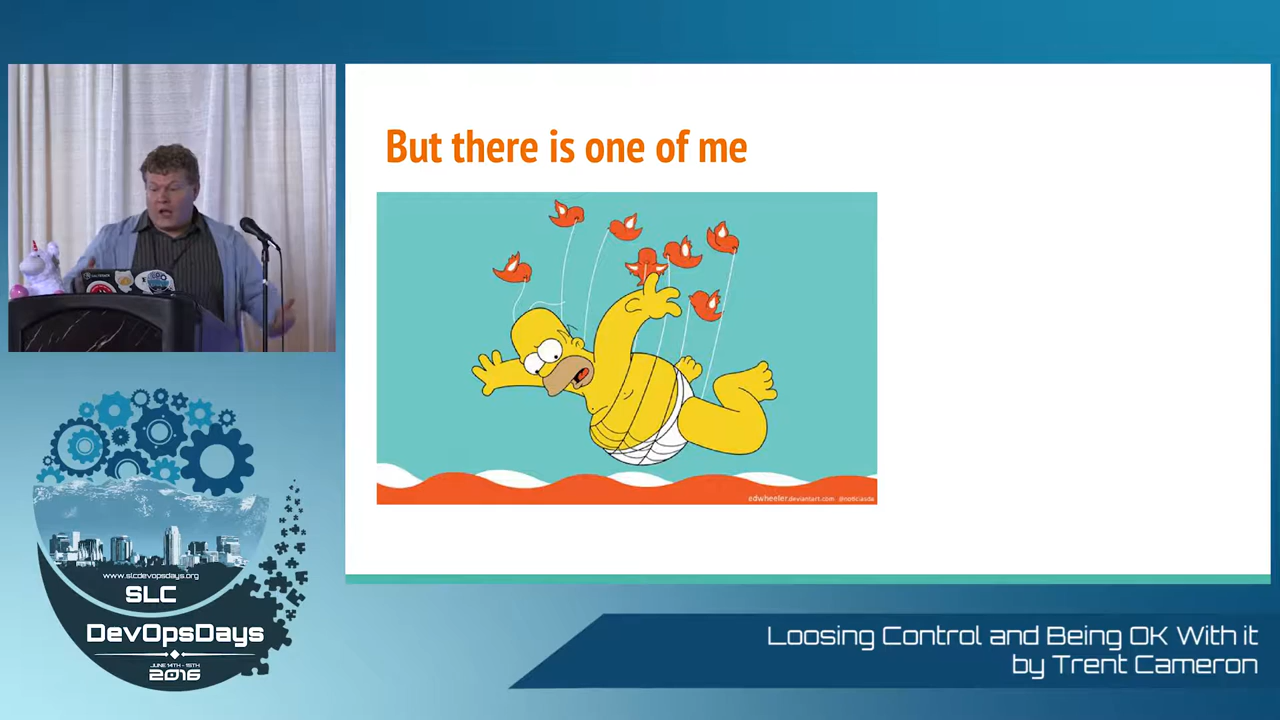 But there is one of me
edwheeler.deviantart.com @noticiasda
www.slcdevopsdays.org
SLC
DevOpsDays
JUNE 14TH - 15TH
2016
Loosing Control and Being OK With it
by Trent Cameron